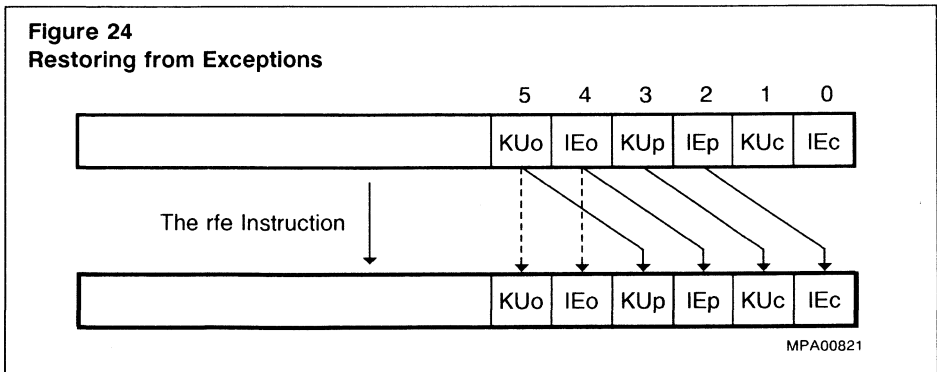 Figure 24
Restoring from Exceptions
5 4 3 2 1 0
KUo IEo KUp IEp KUc IEc
The rfe Instruction
KUo IEo KUp IEp KUc IEc
MPA00821